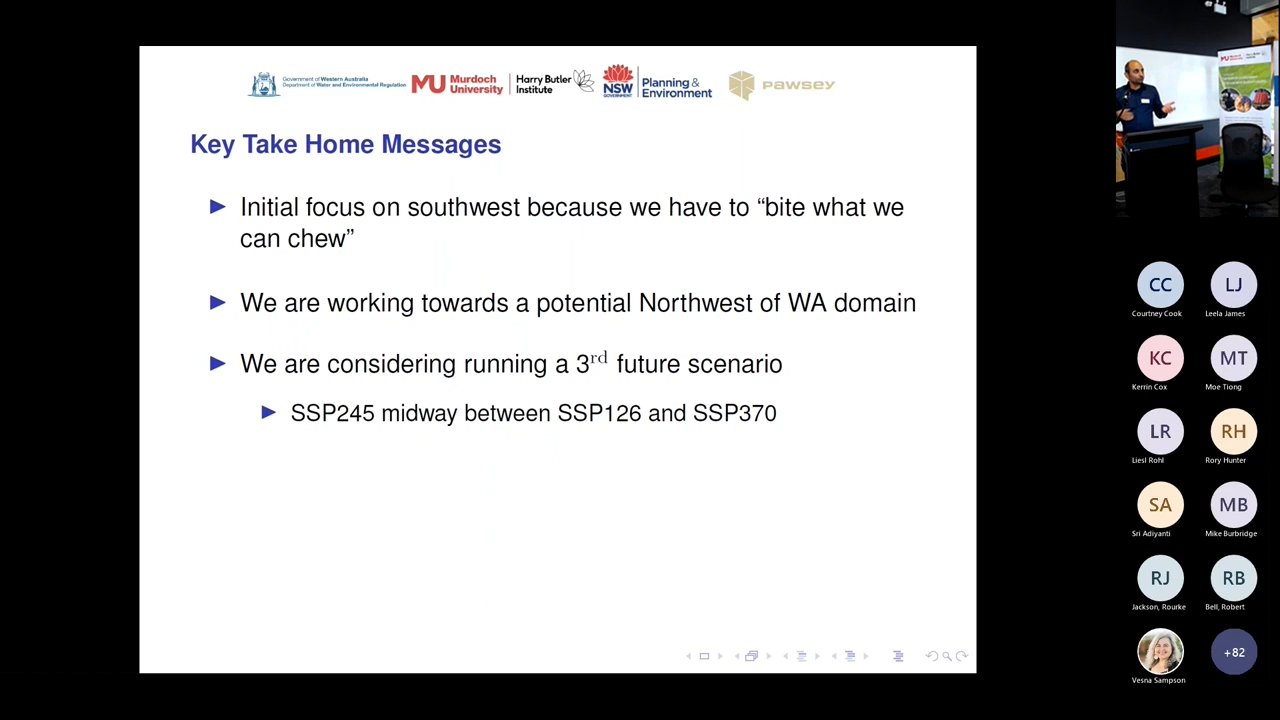 Government of Western Australia
Department of Water and Environmental Regulation
MU Murdoch University
Harry Butler Institute
NSW GOVERNMENT
Planning & Environment
PAWSEY
Key Take Home Messages
Initial focus on southwest because we have to “bite what we
can chew”
We are working towards a potential Northwest of WA domain
We are considering running a 3rd future scenario
SSP245 midway between SSP126 and SSP370
CC
Courtney Cook
LJ
Leela James
KC
Kerrin Cox
MT
Moe Tiong
LR
Liesl Rohl
RH
Rory Hunter
SA
Sri Adiyanti
MB
Mike Burbridge
RJ
Jackson, Rourke
RB
Bell, Robert
Vesna Sampson
+82